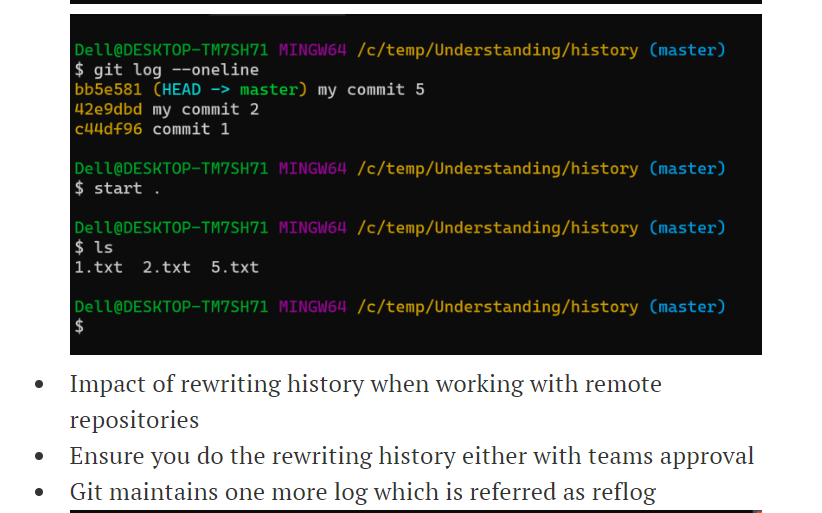 Dell@DESKTOP-TM7SH71 MINGW64 /c/temp/Understanding/history (master)
$ git log --oneline
bb5e581 (HEAD -> master) my commit 5
42e9dbd my commit 2
c44df96 commit 1
Dell@DESKTOP-TM7SH71 MINGW64 /c/temp/Understanding/history (master)
$ start .
Dell@DESKTOP-TM7SH71 MINGW64 /c/temp/Understanding/history (master)
$ ls
1.txt 2.txt 5.txt
Dell@DESKTOP-TM7SH71 MINGW64 /c/temp/Understanding/history (master)
$
• Impact of rewriting history when working with remote
repositories
• Ensure you do the rewriting history either with teams approval
• Git maintains one more log which is referred as reflog